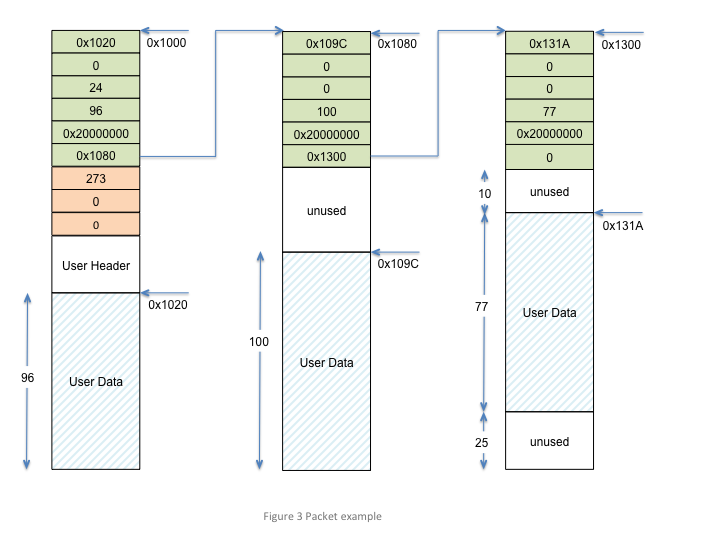 0x1020
0x1000
0
24
96
0x20000000
0x1080
273
0
0
User Header
0x1020
96
User Data
0x109C
0x1080
0
0
100
0x20000000
0x1300
unused
0x109C
100
User Data
0x131A
0x1300
0
0
77
0x20000000
0
10
unused
0x131A
77
User Data
25
unused
Figure 3 Packet example